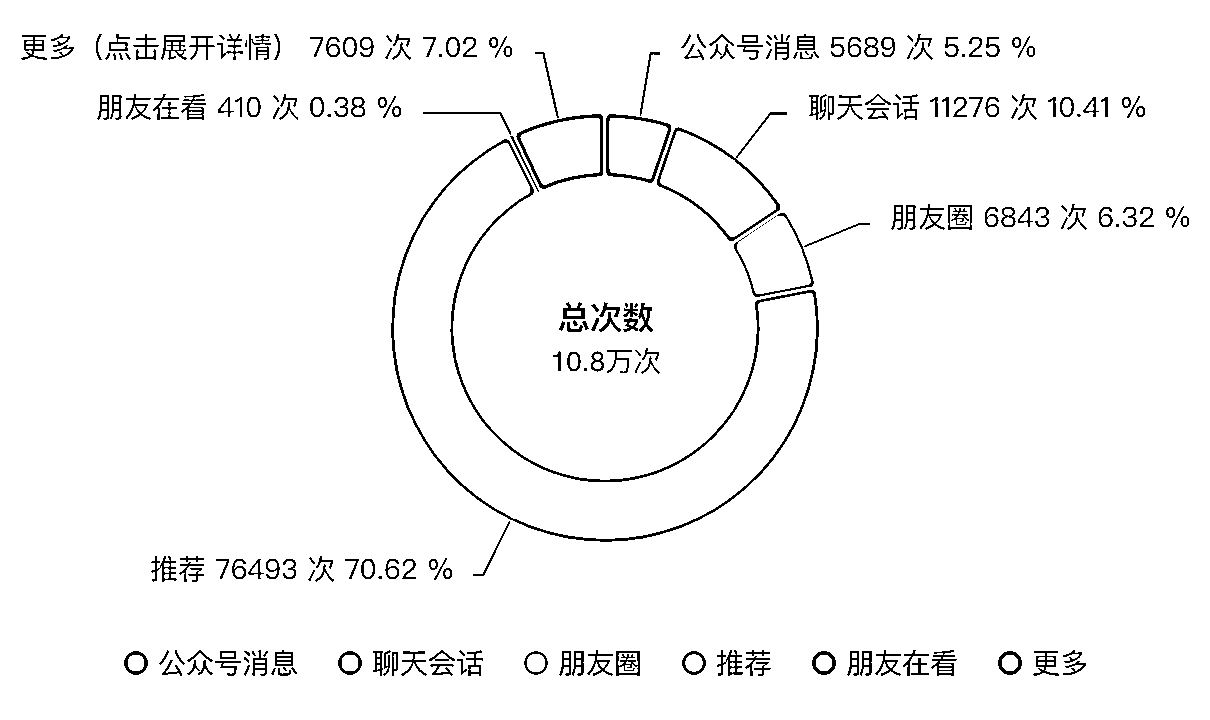 更多（点击展开详情） 7609 次 7.02 %
公众号消息 5689 次 5.25 %
朋友在看 410 次 0.38 %
聊天会话 11276 次 10.41 %
朋友圈 6843 次 6.32 %
总次数
10.8万次
推荐 76493 次 70.62 %
公众号消息 聊天会话 朋友圈 推荐 朋友在看 更多